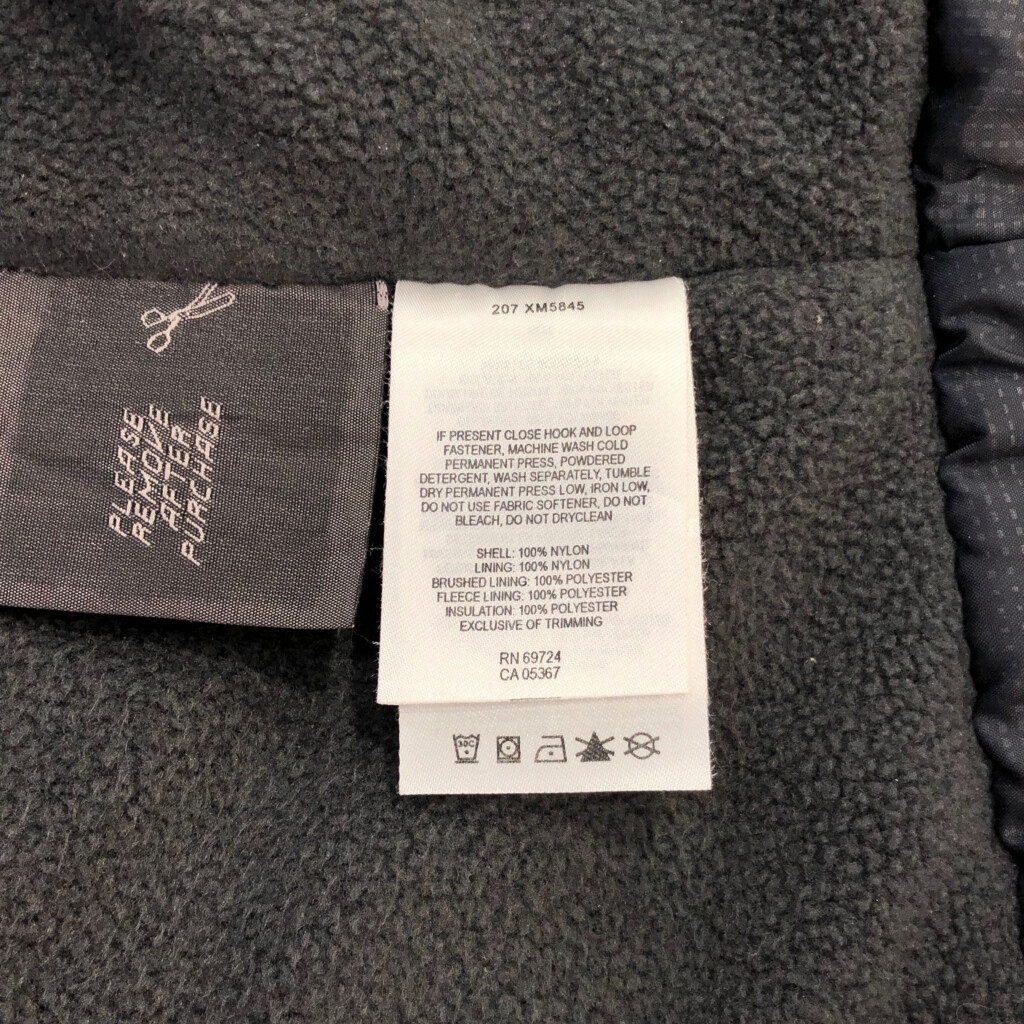 PLEASE
REMOVE
AFTER
PURCHASE
207 XM5845
IF PRESENT CLOSE HOOK AND LOOP
FASTENER, MACHINE WASH COLD
PERMANENT PRESS, POWDERED
DETERGENT, WASH SEPARATELY, TUMBLE
DRY PERMANENT PRESS LOW, IRON LOW,
DO NOT USE FABRIC SOFTENER, DO NOT
BLEACH, DO NOT DRYCLEAN
SHELL: 100% NYLON
LINING: 100% NYLON
BRUSHED LINING: 100% POLYESTER
FLEECE LINING: 100% POLYESTER
INSULATION: 100% POLYESTER
EXCLUSIVE OF TRIMMING
RN 69724
CA 05367
30C